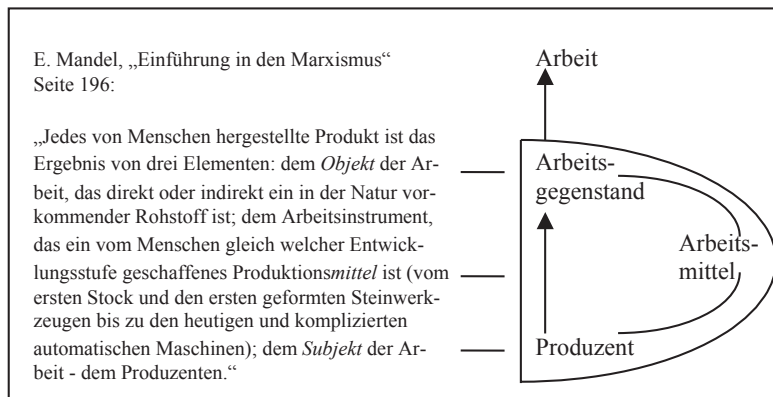 E. Mandel, „Einführung in den Marxismus“
Seite 196:
„Jedes von Menschen hergestellte Produkt ist das
Ergebnis von drei Elementen: dem Objekt der Ar-
beit, das direkt oder indirekt ein in der Natur vor-
kommender Rohstoff ist; dem Arbeitsinstrument,
das ein vom Menschen gleich welcher Entwick-
lungsstufe geschaffenes Produktionsmittel ist (vom
ersten Stock und den ersten geformten Steinwerk-
zeugen bis zu den heutigen und komplizierten
automatischen Maschinen); dem Subjekt der Ar-
beit - dem Produzenten.“
Arbeit
Arbeits-
gegenstand
Arbeits-
mittel
Produzent